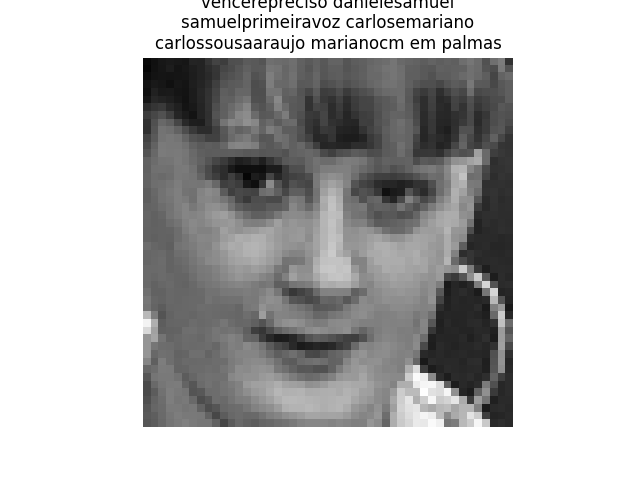 vencerepreciso danielesamuel
samuelprimeiravoz carlosemariano
carlossousaaraujo marianocm em palmas